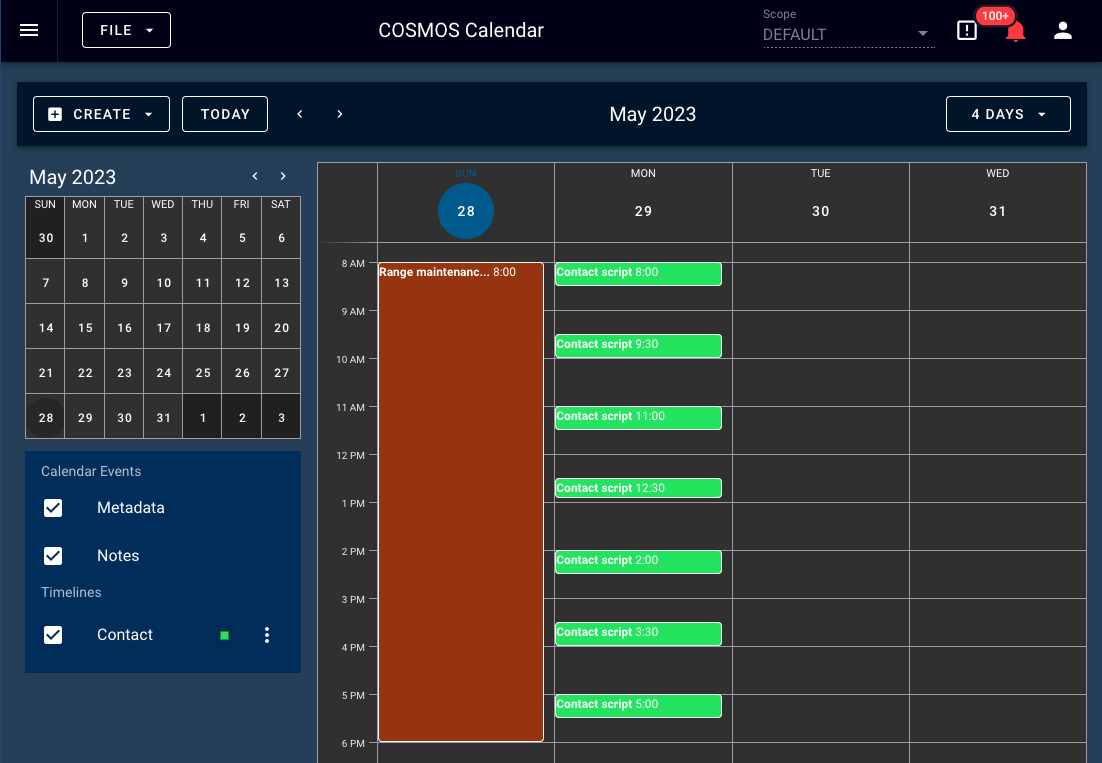 FILE
COSMOS Calendar
Scope
DEFAULT
100+
CREATE
TODAY
May 2023
4 DAYS
May 2023
SUN MON TUE WED THU FRI SAT
30 1 2 3 4 5 6
7 8 9 10 11 12 13
14 15 16 17 18 19 20
21 22 23 24 25 26 27
28 29 30 31 1 2 3
Calendar Events
Metadata
Notes
Timelines
Contact
SUN MON TUE WED
28 29 30 31
8 AM
Range maintenanc... 8:00
Contact script 8:00
9 AM
Contact script 9:30
10 AM
11 AM
Contact script 11:00
12 PM
Contact script 12:30
1 PM
2 PM
Contact script 2:00
3 PM
Contact script 3:30
4 PM
5 PM
Contact script 5:00
6 PM